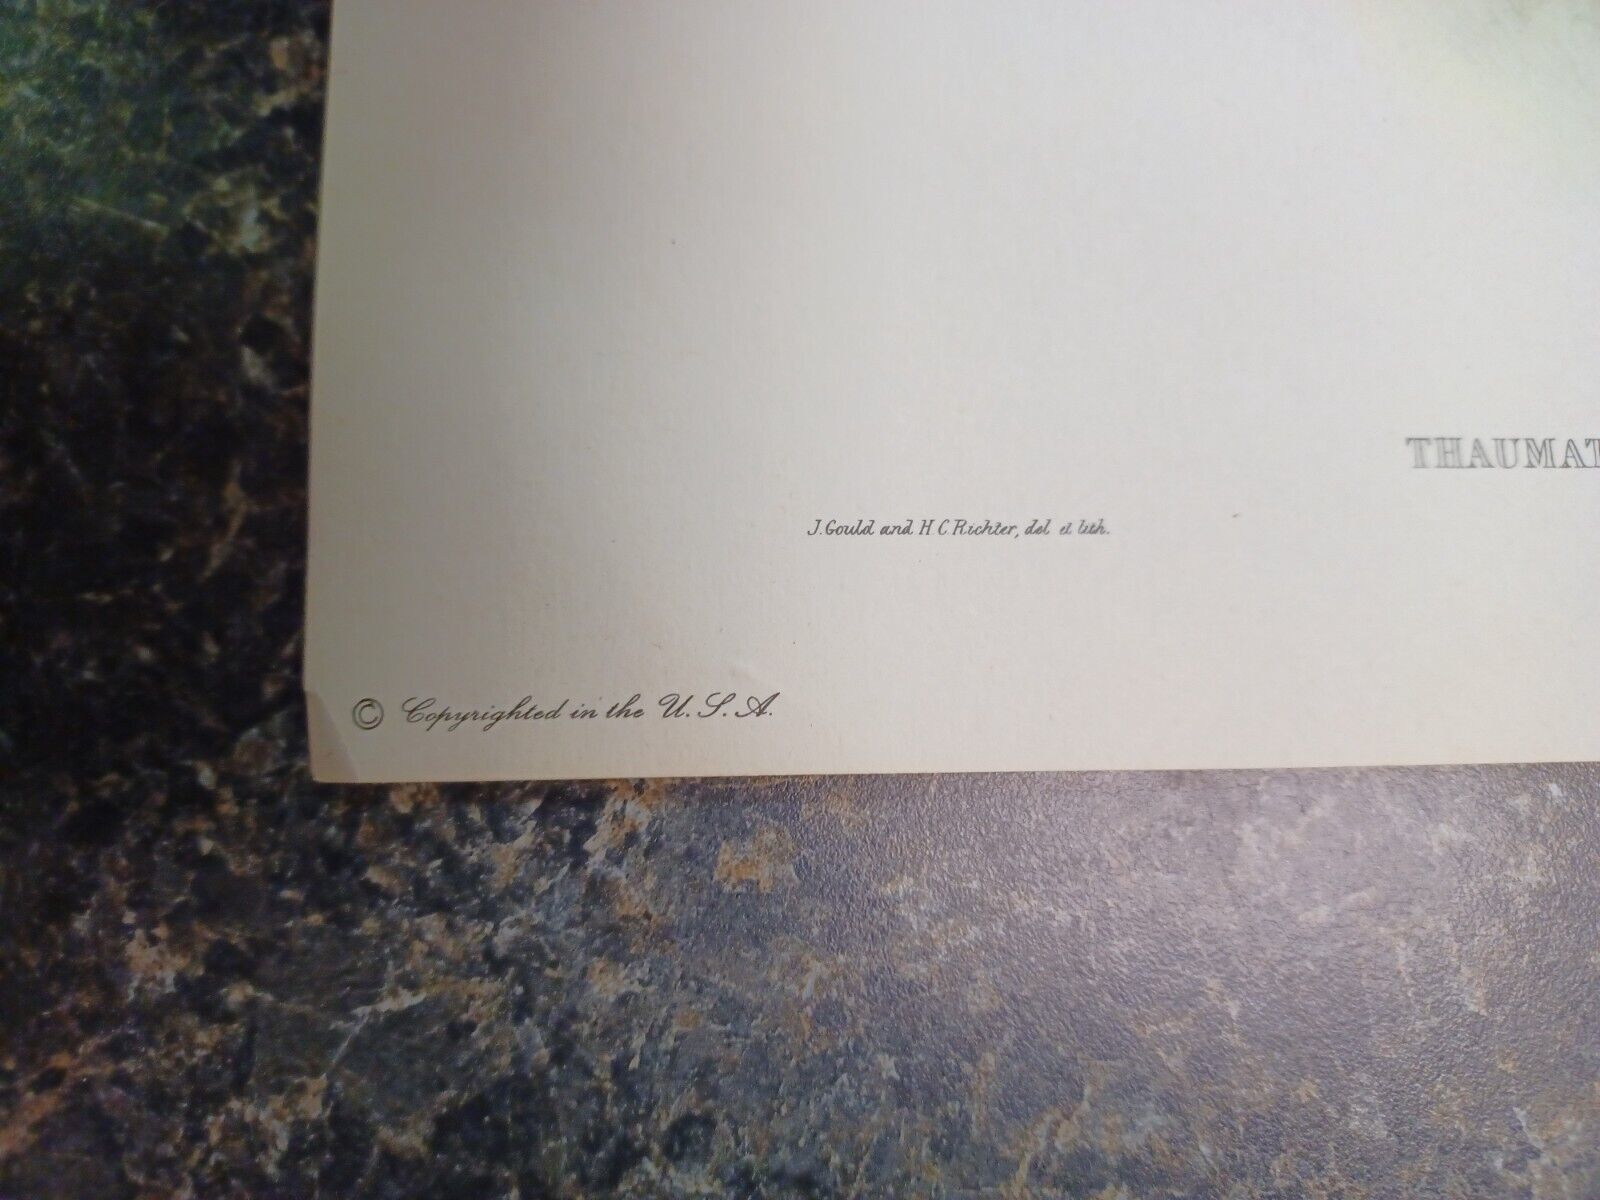 THAUMAT
J. Gould and H. C. Richter, del et lith.
© Copyrighted in the U. S. A.